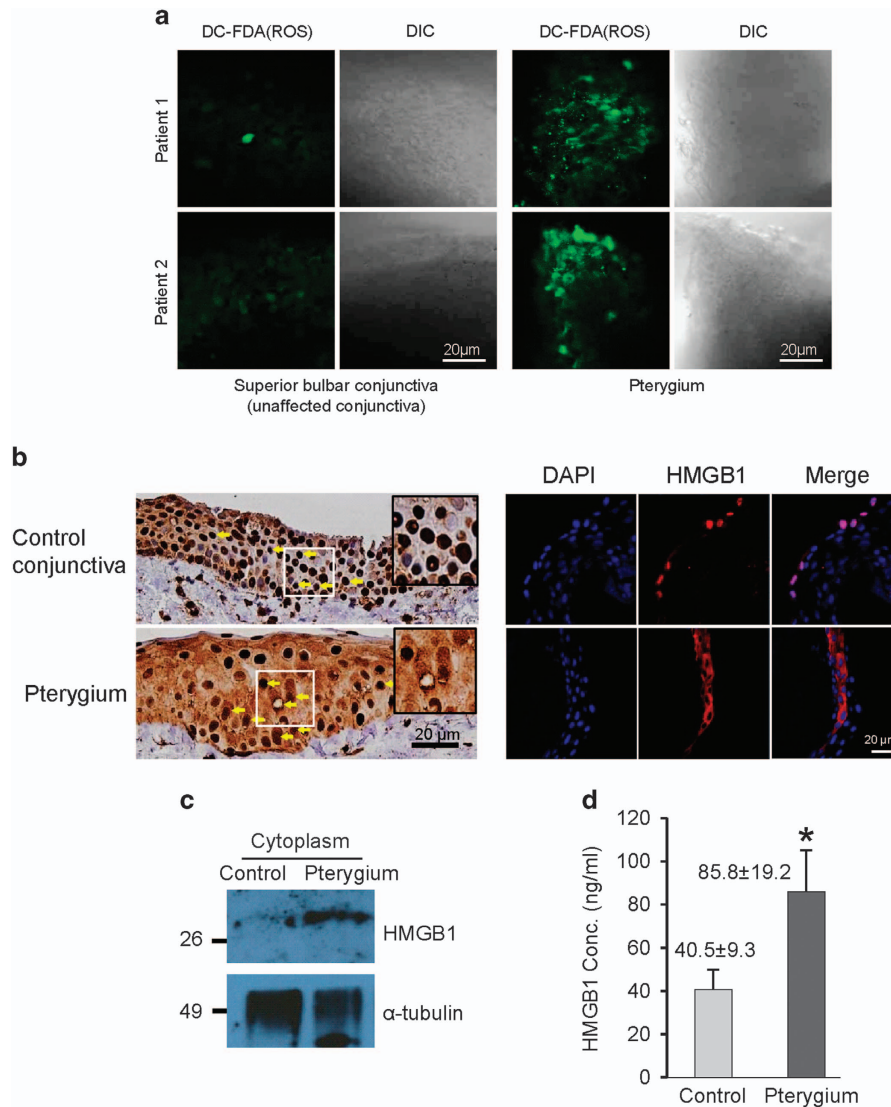 a
DC-FDA(ROS) DIC DC-FDA(ROS) DIC
Patient 1
Patient 2
20µm 20µm
Superior bulbar conjunctiva
(unaffected conjunctiva)
Pterygium
b
DAPI HMGB1 Merge
Control
conjunctiva
Pterygium
20 µm
20 µm
c
Cytoplasm
Control Pterygium
26
HMGB1
49
α-tubulin
d
HMGB1 Conc. (ng/ml)
120
100
80
60
40
20
0
40.5±9.3
85.8±19.2
*
Control Pterygium